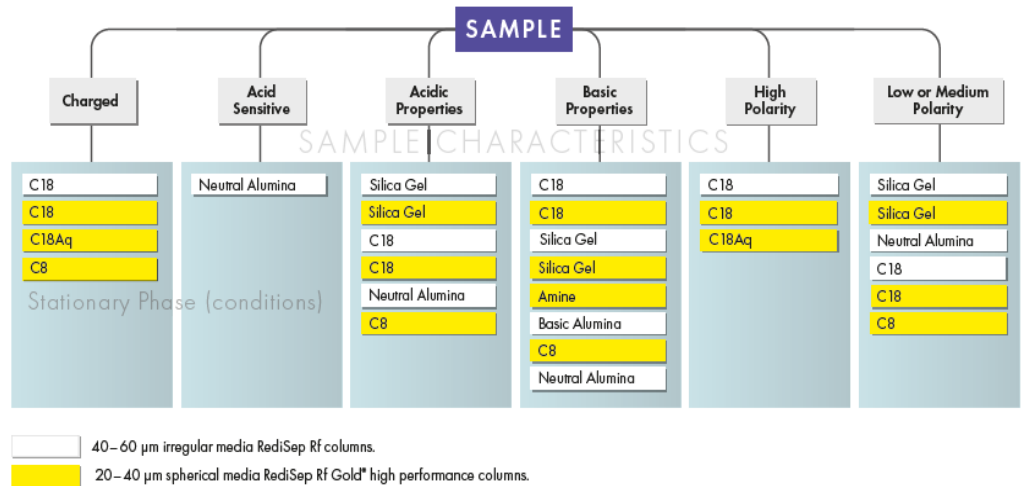 SAMPLE
Charged
Acid
Sensitive
Acidic
Properties
Basic
Properties
High
Polarity
Low or Medium
Polarity
SAMPLE CHARACTERISTICS
C18
C18
C18Aq
C8
Stationary Phase (conditions)
Neutral Alumina
Silica Gel
Silica Gel
C18
C18
Neutral Alumina
C8
C18
C18
Silica Gel
Silica Gel
Amine
Basic Alumina
C8
Neutral Alumina
C18
C18
C18Aq
Silica Gel
Silica Gel
Neutral Alumina
C18
C18
C8
40–60 µm irregular media RediSep Rf columns.
20–40 µm spherical media RediSep Rf Gold® high performance columns.